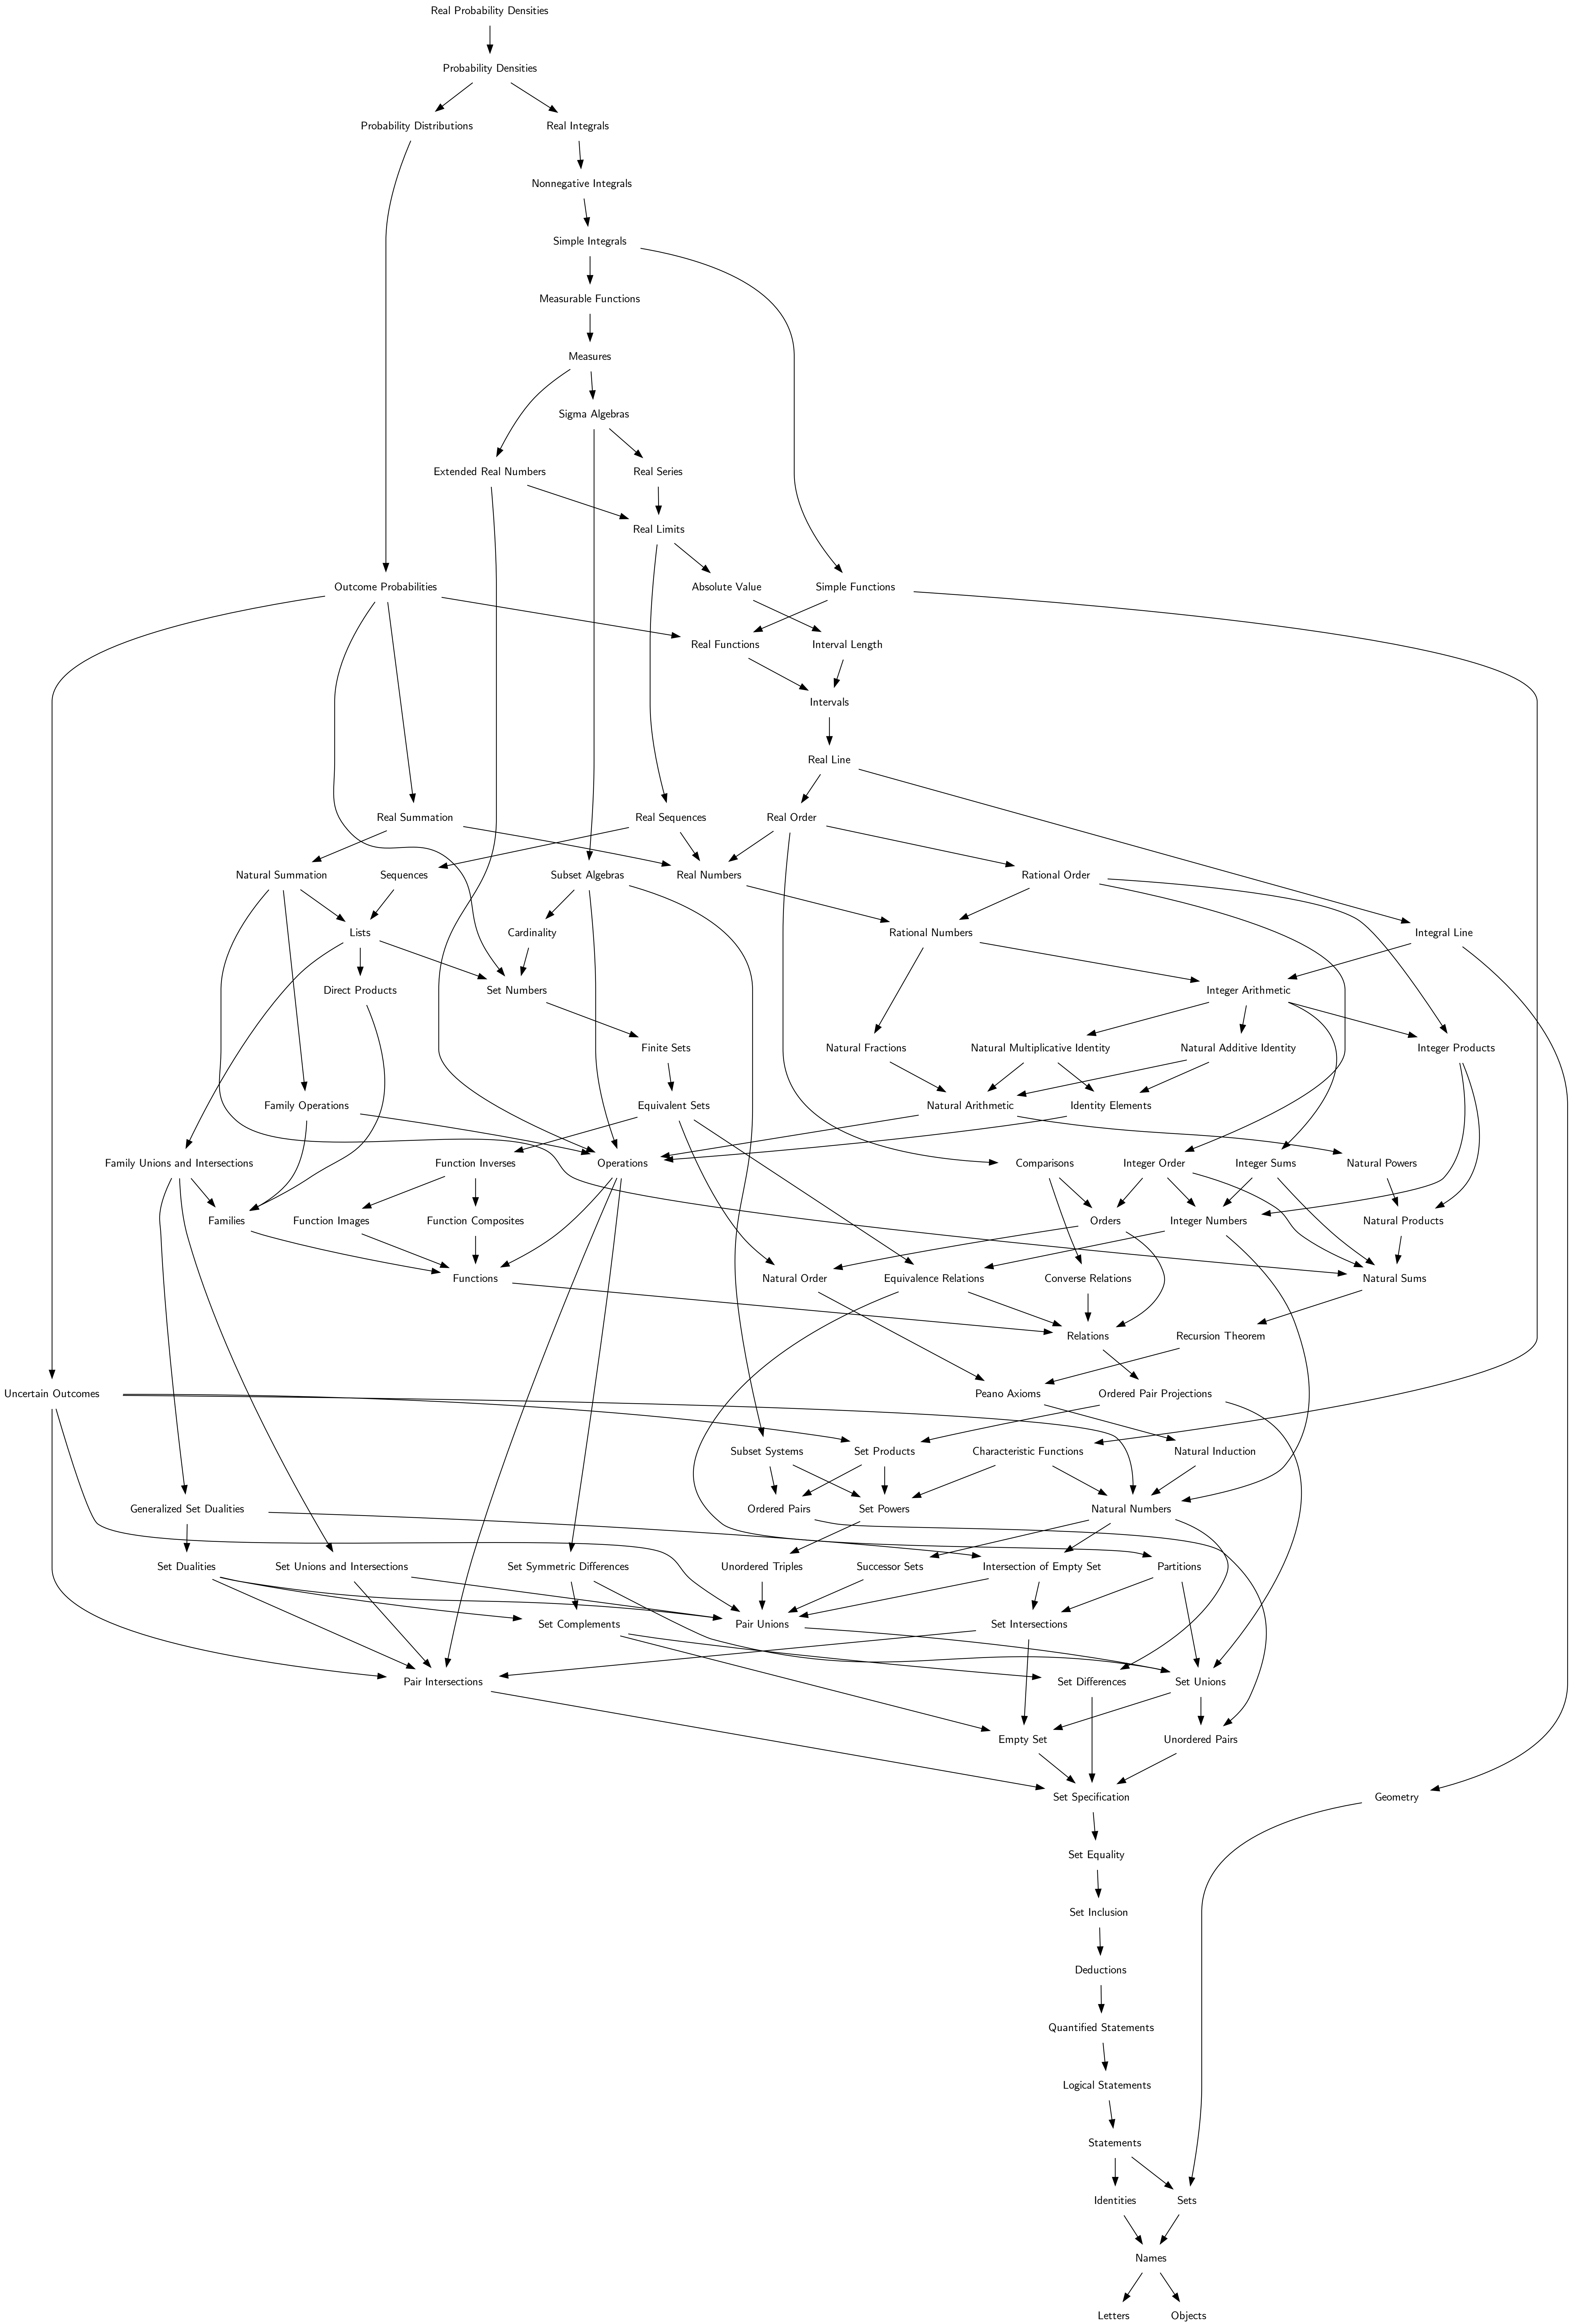 Real Probability Densities
Probability Densities
Probability Distributions
Real Integrals
Nonnegative Integrals
Simple Integrals
Measurable Functions
Measures
Sigma Algebras
Extended Real Numbers
Real Series
Real Limits
Outcome Probabilities
Absolute Value
Simple Functions
Real Functions
Interval Length
Intervals
Real Line
Real Summation
Real Sequences
Real Order
Natural Summation
Sequences
Subset Algebras
Real Numbers
Rational Order
Lists
Cardinality
Rational Numbers
Integral Line
Direct Products
Set Numbers
Integer Arithmetic
Finite Sets
Natural Fractions
Natural Multiplicative Identity
Natural Additive Identity
Integer Products
Family Operations
Equivalent Sets
Natural Arithmetic
Identity Elements
Family Unions and Intersections
Function Inverses
Operations
Comparisons
Integer Order
Integer Sums
Natural Powers
Families
Function Images
Function Composites
Orders
Integer Numbers
Natural Products
Functions
Natural Order
Equivalence Relations
Converse Relations
Natural Sums
Relations
Recursion Theorem
Uncertain Outcomes
Peano Axioms
Ordered Pair Projections
Subset Systems
Set Products
Characteristic Functions
Natural Induction
Generalized Set Dualities
Ordered Pairs
Set Powers
Natural Numbers
Set Dualities
Set Unions and Intersections
Set Symmetric Differences
Unordered Triples
Successor Sets
Intersection of Empty Set
Partitions
Set Complements
Pair Unions
Set Intersections
Pair Intersections
Set Differences
Set Unions
Empty Set
Unordered Pairs
Set Specification
Geometry
Set Equality
Set Inclusion
Deductions
Quantified Statements
Logical Statements
Statements
Identities
Sets
Names
Letters
Objects